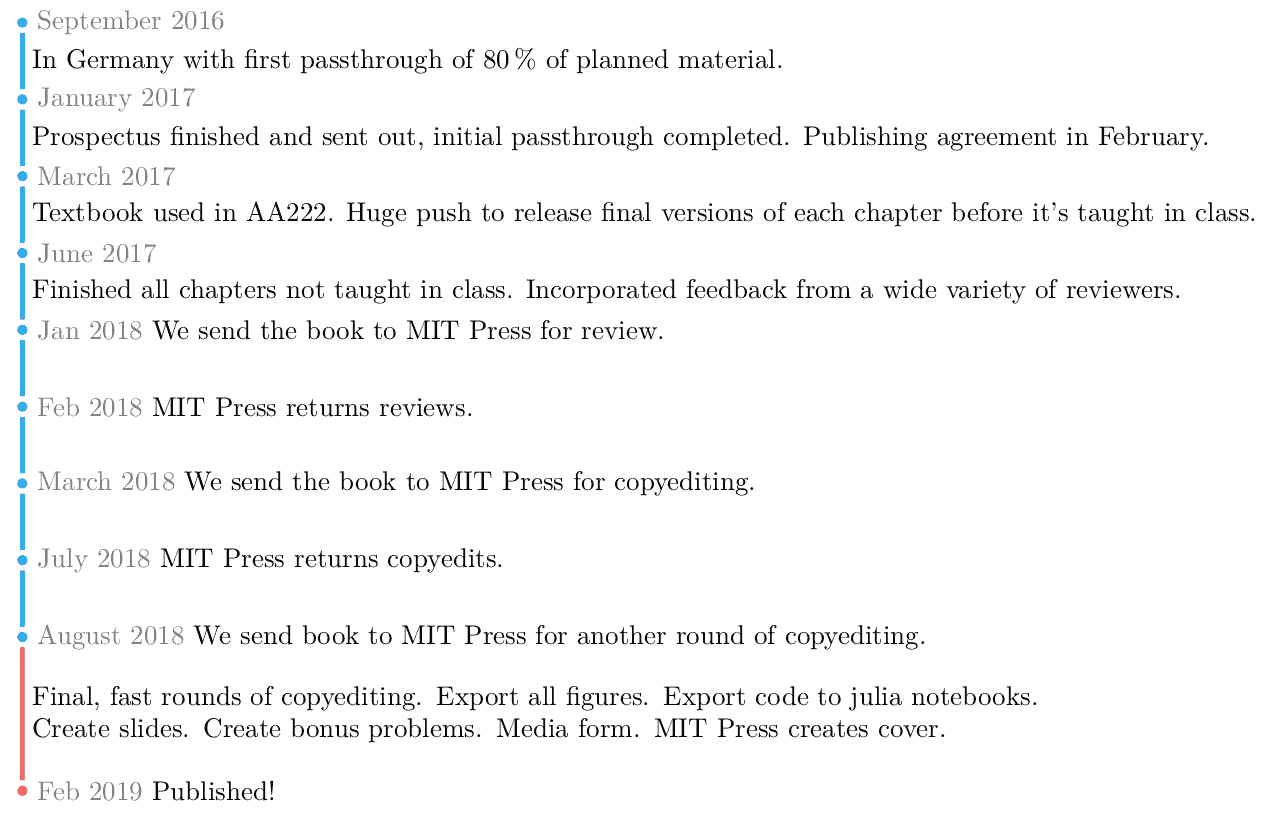 September 2016
In Germany with first passthrough of 80 % of planned material.
January 2017
Prospectus finished and sent out, initial passthrough completed. Publishing agreement in February.
March 2017
Textbook used in AA222. Huge push to release final versions of each chapter before it's taught in class.
June 2017
Finished all chapters not taught in class. Incorporated feedback from a wide variety of reviewers.
Jan 2018 We send the book to MIT Press for review.
Feb 2018 MIT Press returns reviews.
March 2018 We send the book to MIT Press for copyediting.
July 2018 MIT Press returns copyedits.
August 2018 We send book to MIT Press for another round of copyediting.
Final, fast rounds of copyediting. Export all figures. Export code to julia notebooks.
Create slides. Create bonus problems. Media form. MIT Press creates cover.
Feb 2019 Published!